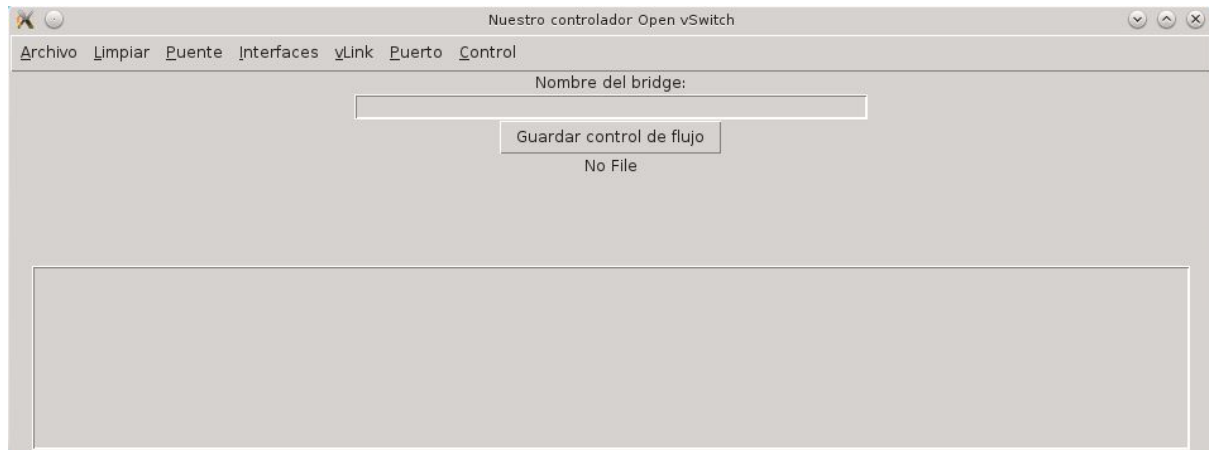 Nuestro controlador Open vSwitch
Archivo Limpiar Puente Interfaces vLink Puerto Control
Nombre del bridge:
Guardar control de flujo
No File